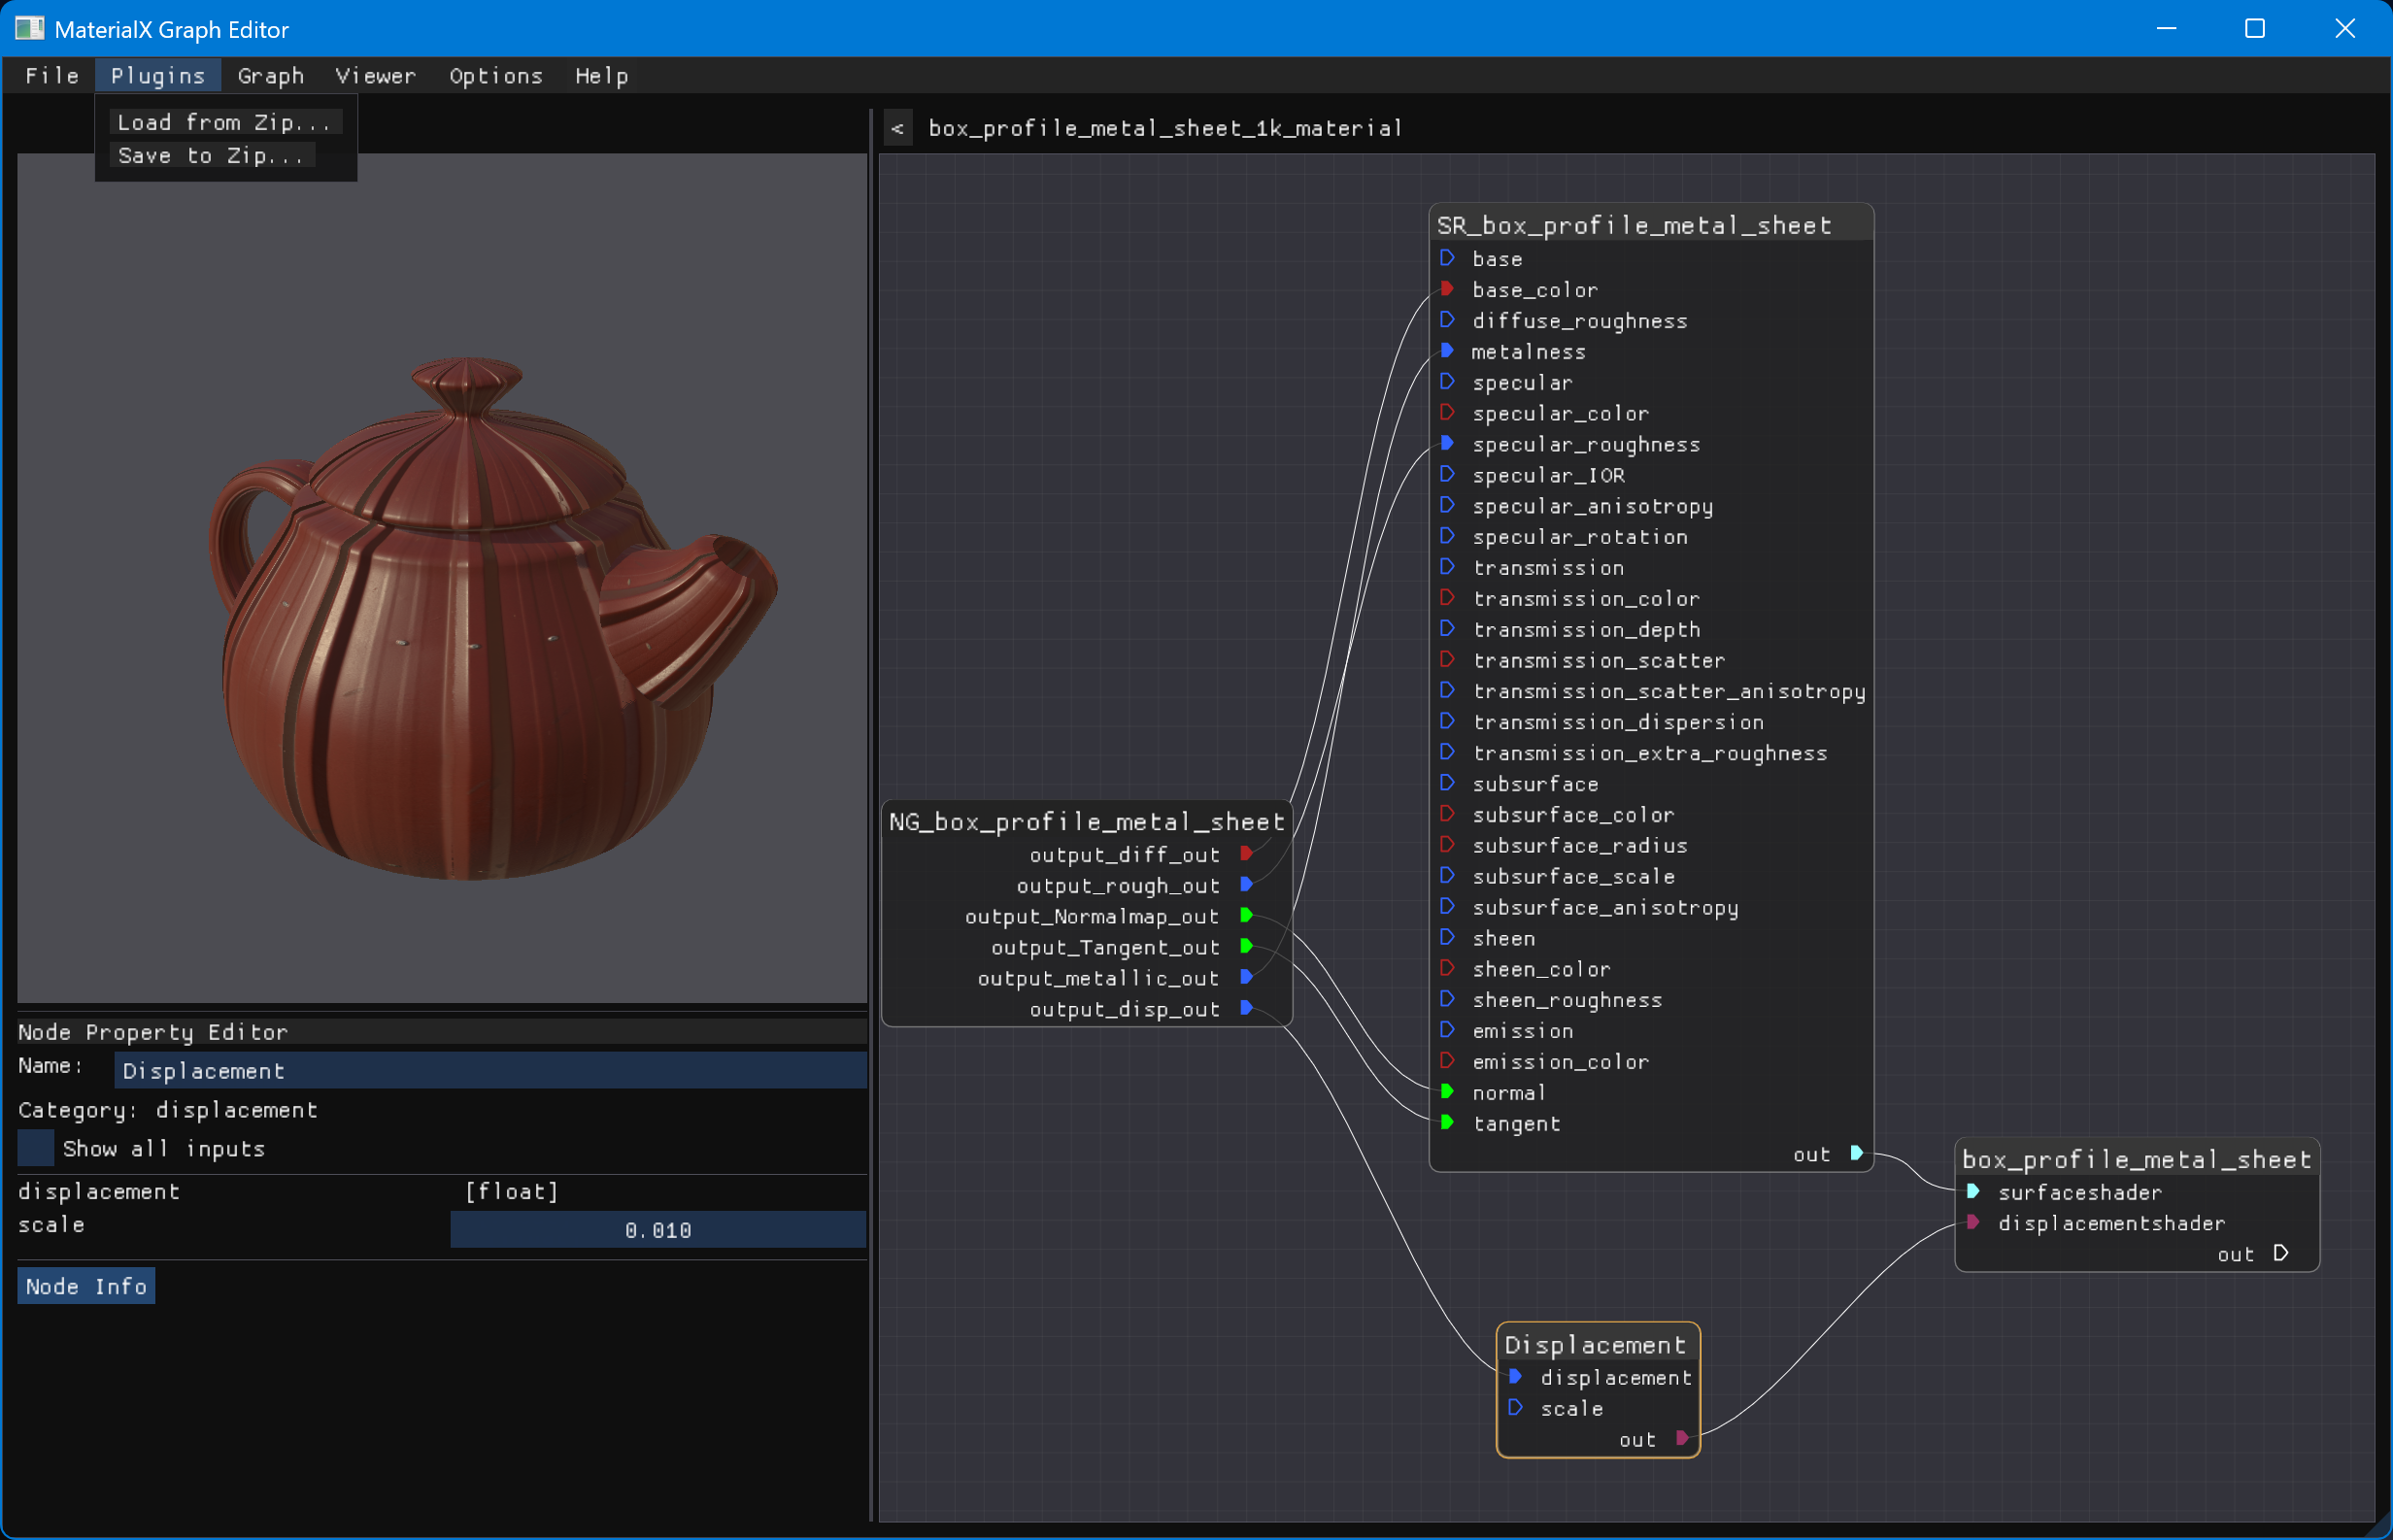 MaterialX Graph Editor
File Plugins Graph Viewer Options Help
Load from Zip...
Save to Zip...
< box_profile_metal_sheet_1k_material
SR_box_profile_metal_sheet
base
base_color
diffuse_roughness
metalness
specular
specular_color
specular_roughness
specular_IOR
specular_anisotropy
specular_rotation
transmission
transmission_color
transmission_depth
transmission_scatter
transmission_scatter_anisotropy
transmission_dispersion
transmission_extra_roughness
subsurface
subsurface_color
subsurface_radius
subsurface_scale
subsurface_anisotropy
sheen
sheen_color
sheen_roughness
emission
emission_color
normal
tangent
out
NG_box_profile_metal_sheet
output_diff_out
output_rough_out
output_Normalmap_out
output_Tangent_out
output_metallic_out
output_disp_out
box_profile_metal_sheet
surfaceshader
displacementshader
out
Displacement
displacement
scale
out
Node Property Editor
Name: Displacement
Category: displacement
Show all inputs
displacement [float]
scale 0.010
Node Info